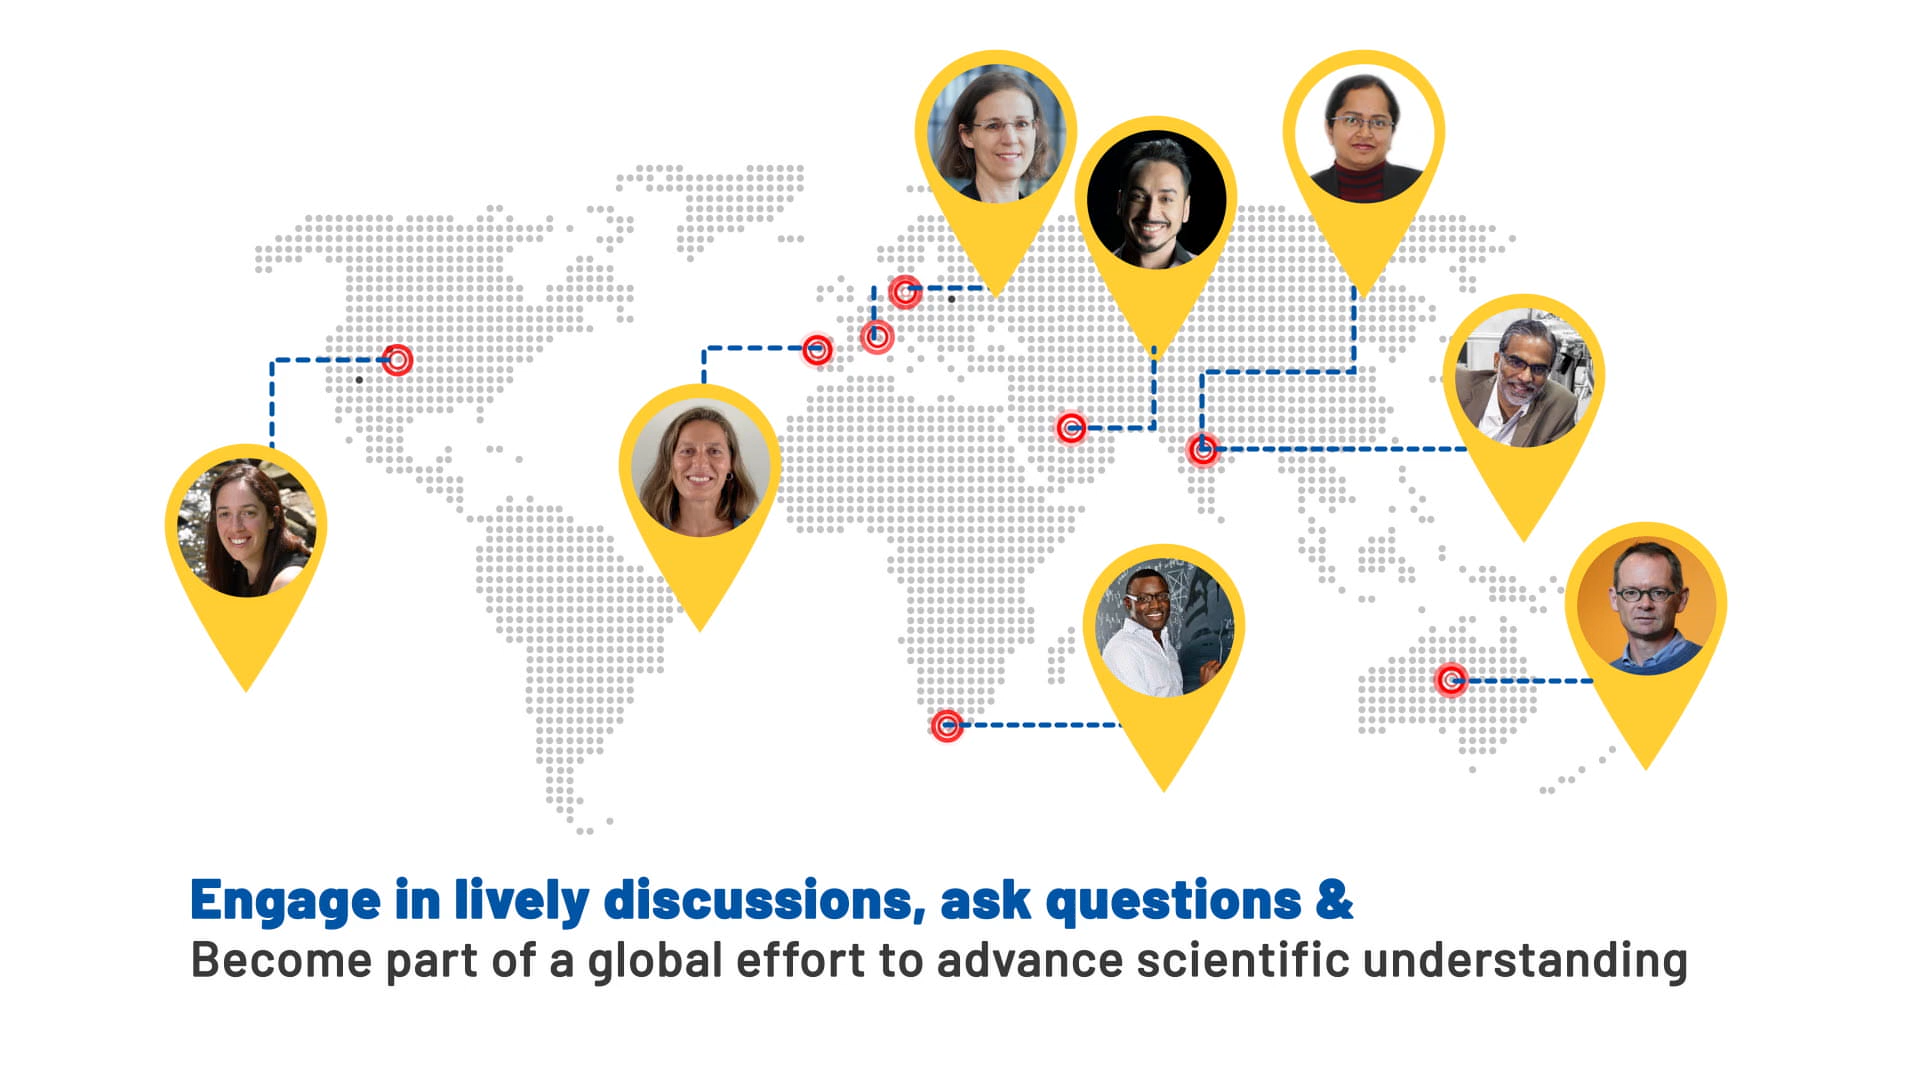 Engage in lively discussions, ask questions &
Become part of a global effort to advance scientific understanding